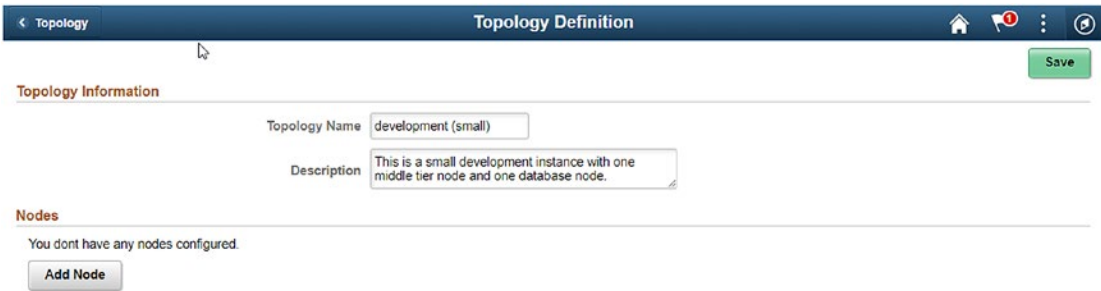 Topology
Topology Definition
1
Save
Topology Information
Topology Name development (small)
Description This is a small development instance with one
middle tier node and one database node.
Nodes
You dont have any nodes configured.
Add Node